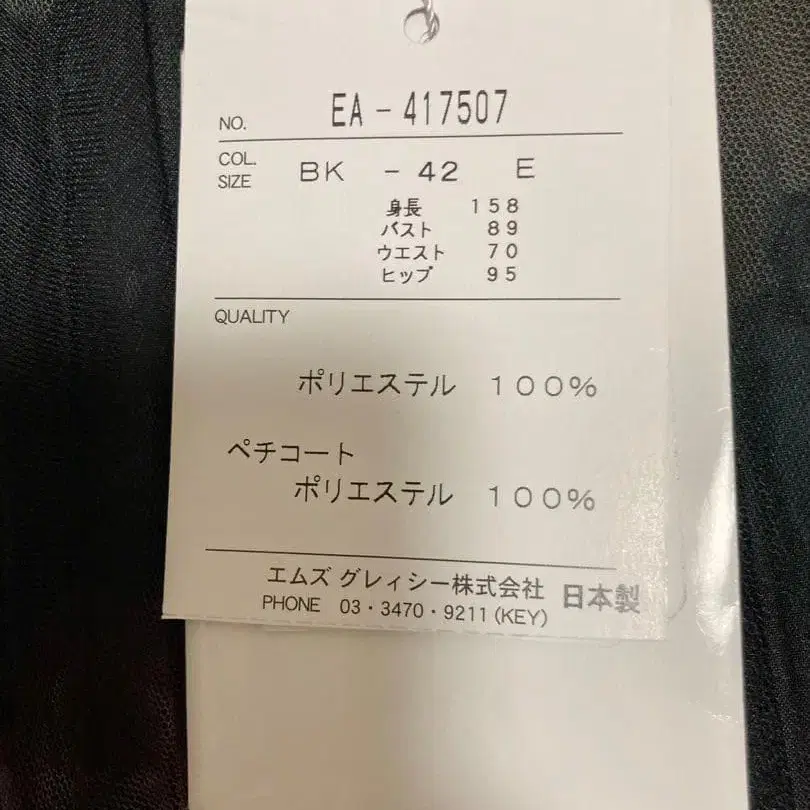 NO. EA-417507
COL.
SIZE BK -42 E
身長 158
バスト 89
ウエスト 70
ヒップ 95
QUALITY
ポリエステル 100%
ペチコート
ポリエステル 100%
エムズ グレィシー株式会社 日本製
PHONE 03・3470・9211(KEY)